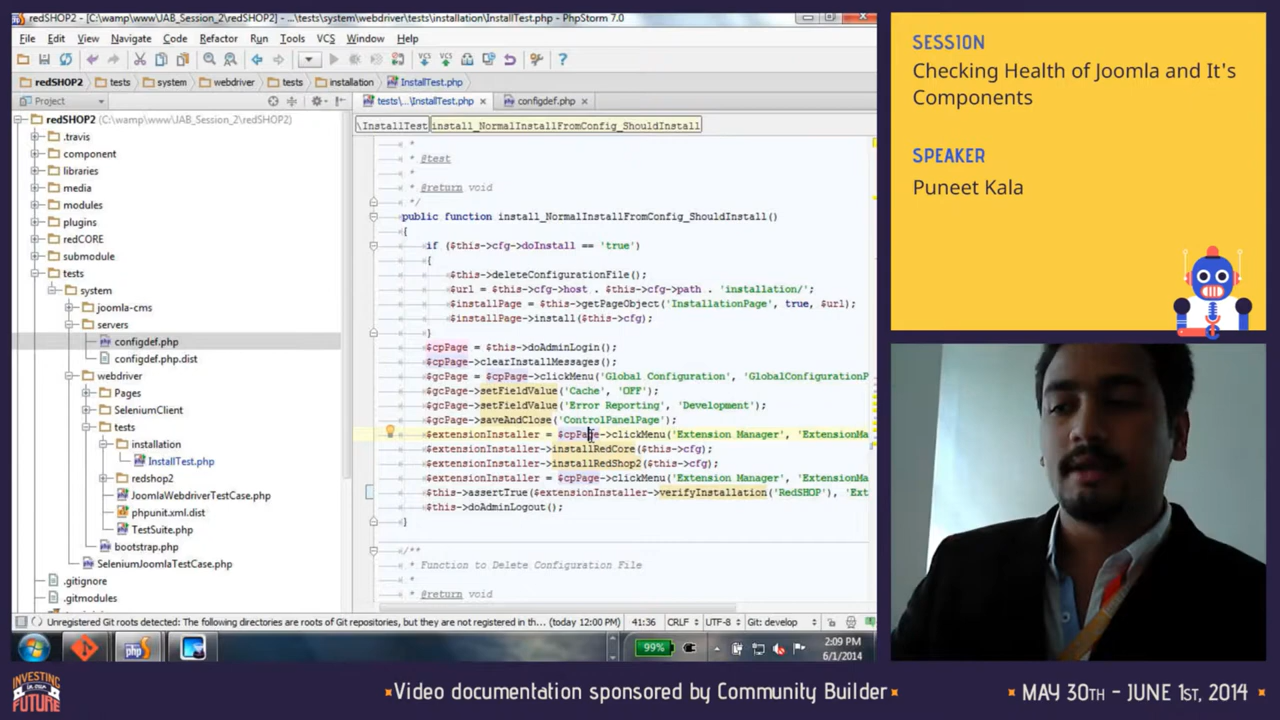 redSHOP2 - [C:\wamp\www\JAB_Session_2\redSHOP2] - ...\tests\system\webdriver\tests\installation\InstallTest.php - PhpStorm 7.0
File Edit View Navigate Code Refactor Run Tools VCS Window Help
redSHOP2 tests system webdriver tests installation InstallTest.php
Project
tests\...\InstallTest.php configdef.php
\InstallTest install_NormalInstallFromConfig_ShouldInstall
redSHOP2 (C:\wamp\www\JAB_Session_2\redSHOP2)
.travis
component
libraries
media
modules
plugins
redCORE
submodule
tests
system
joomla-cms
servers
configdef.php
configdef.php.dist
webdriver
Pages
SeleniumClient
tests
installation
InstallTest.php
redshop2
JoomlaWebdriverTestCase.php
phpunit.xml.dist
TestSuite.php
bootstrap.php
SeleniumJoomlaTestCase.php
.gitignore
.gitmodules
*
* @test
*
* @return void
*/
public function install_NormalInstallFromConfig_ShouldInstall()
{
if ($this->cfg->doInstall == 'true')
{
$this->deleteConfigurationFile();
$url = $this->cfg->host . $this->cfg->path . 'installation/';
$installPage = $this->getPageObject('InstallationPage', true, $url);
$installPage->install($this->cfg);
}
$cpPage = $this->doAdminLogin();
$cpPage->clearInstallMessages();
$gcPage = $cpPage->clickMenu('Global Configuration', 'GlobalConfigurationP
$gcPage->setFieldValue('Cache', 'OFF');
$gcPage->setFieldValue('Error Reporting', 'Development');
$gcPage->saveAndClose('ControlPanelPage');
$extensionInstaller = $cpPage->clickMenu('Extension Manager', 'ExtensionMa
$extensionInstaller->installRedCore($this->cfg);
$extensionInstaller->installRedShop2($this->cfg);
$extensionInstaller = $cpPage->clickMenu('Extension Manager', 'ExtensionMa
$this->assertTrue($extensionInstaller->verifyInstallation('RedSHOP'), 'Ext
$this->doAdminLogout();
}
/**
* Function to Delete Configuration File
*
* @return void
Unregistered Git roots detected: The following directories are roots of Git repositories, but they are not registered in th... (today 12:00 PM) 41:36 CRLF UTF-8 Git: develop
99%
2:09 PM
6/1/2014
SESSION
Checking Health of Joomla and It's
Components
SPEAKER
Puneet Kala
INVESTING
IN OUR
FUTURE
Video documentation sponsored by Community Builder
MAY 30TH - JUNE 1ST, 2014